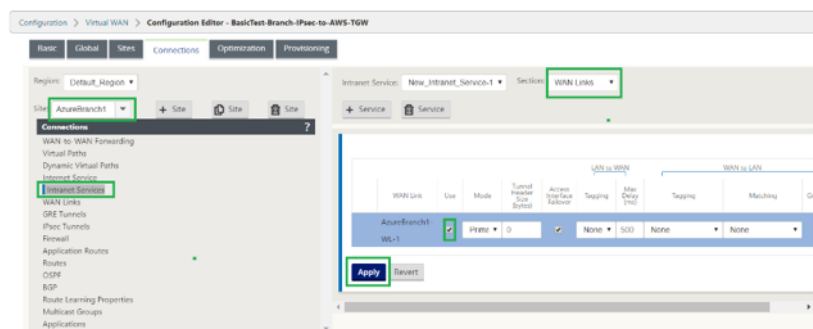 Configuration > Virtual WAN > Configuration Editor - BasicTest-Branch-IPsec-to-AWS-TGW
Basic Global Sites Connections Optimization Provisioning
Region: Default_Region
Site: AzureBranch1 + Site Site Site
Connections ?
WAN-to-WAN Forwarding
Virtual Paths
Dynamic Virtual Paths
Internet Service
Intranet Services
WAN Links
GRE Tunnels
IPsec Tunnels
Firewall
Application Routes
Routes
OSPF
BGP
Route Learning Properties
Multicast Groups
Applications
Intranet Service: New_Intranet_Service-1 Section: WAN Links
+ Service Service
LAN to WAN WAN to LAN
WAN Link Use Mode Tunnel Header Size (bytes) Access Interface Failover Tagging Max Delay (ms) Tagging Matching
AzureBranch1-WL-1 Prime 0 None 500 None None
Apply Revert